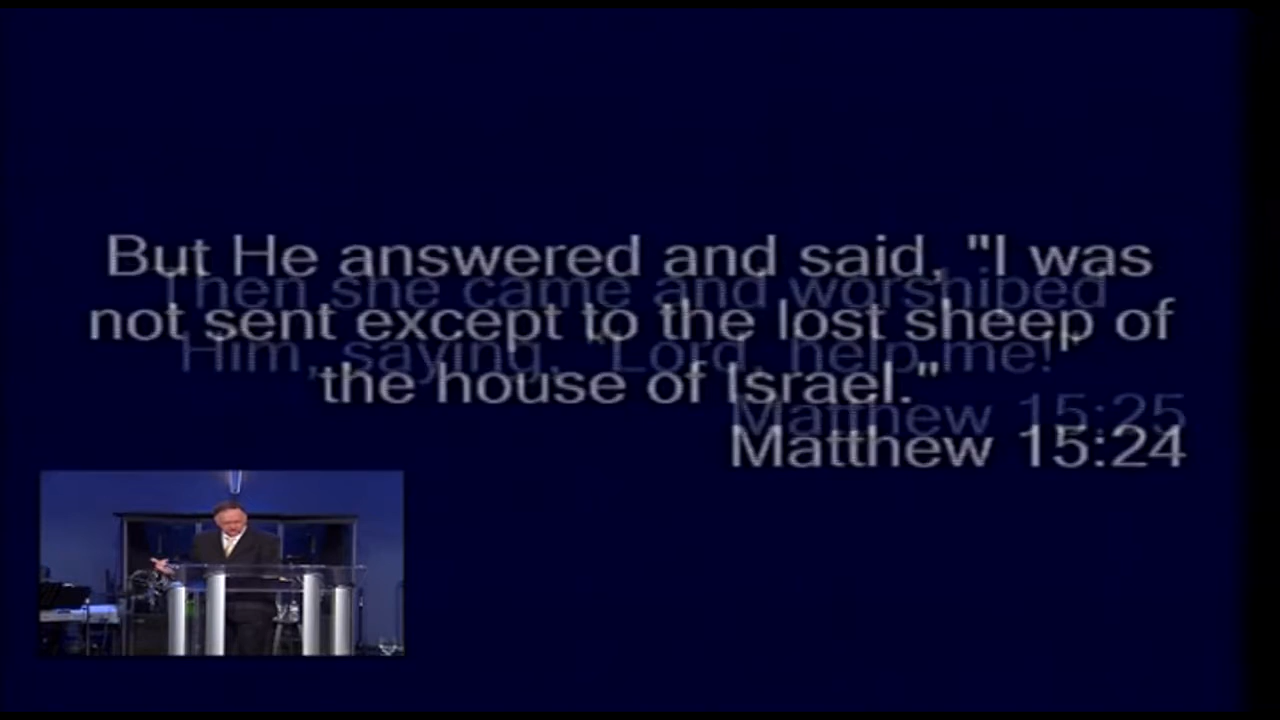 But He answered and said, "I was
not sent except to the lost sheep of
the house of Israel."
Matthew 15:24
Then she came and worshiped
Him, saying, "Lord, help me!"
Matthew 15:25